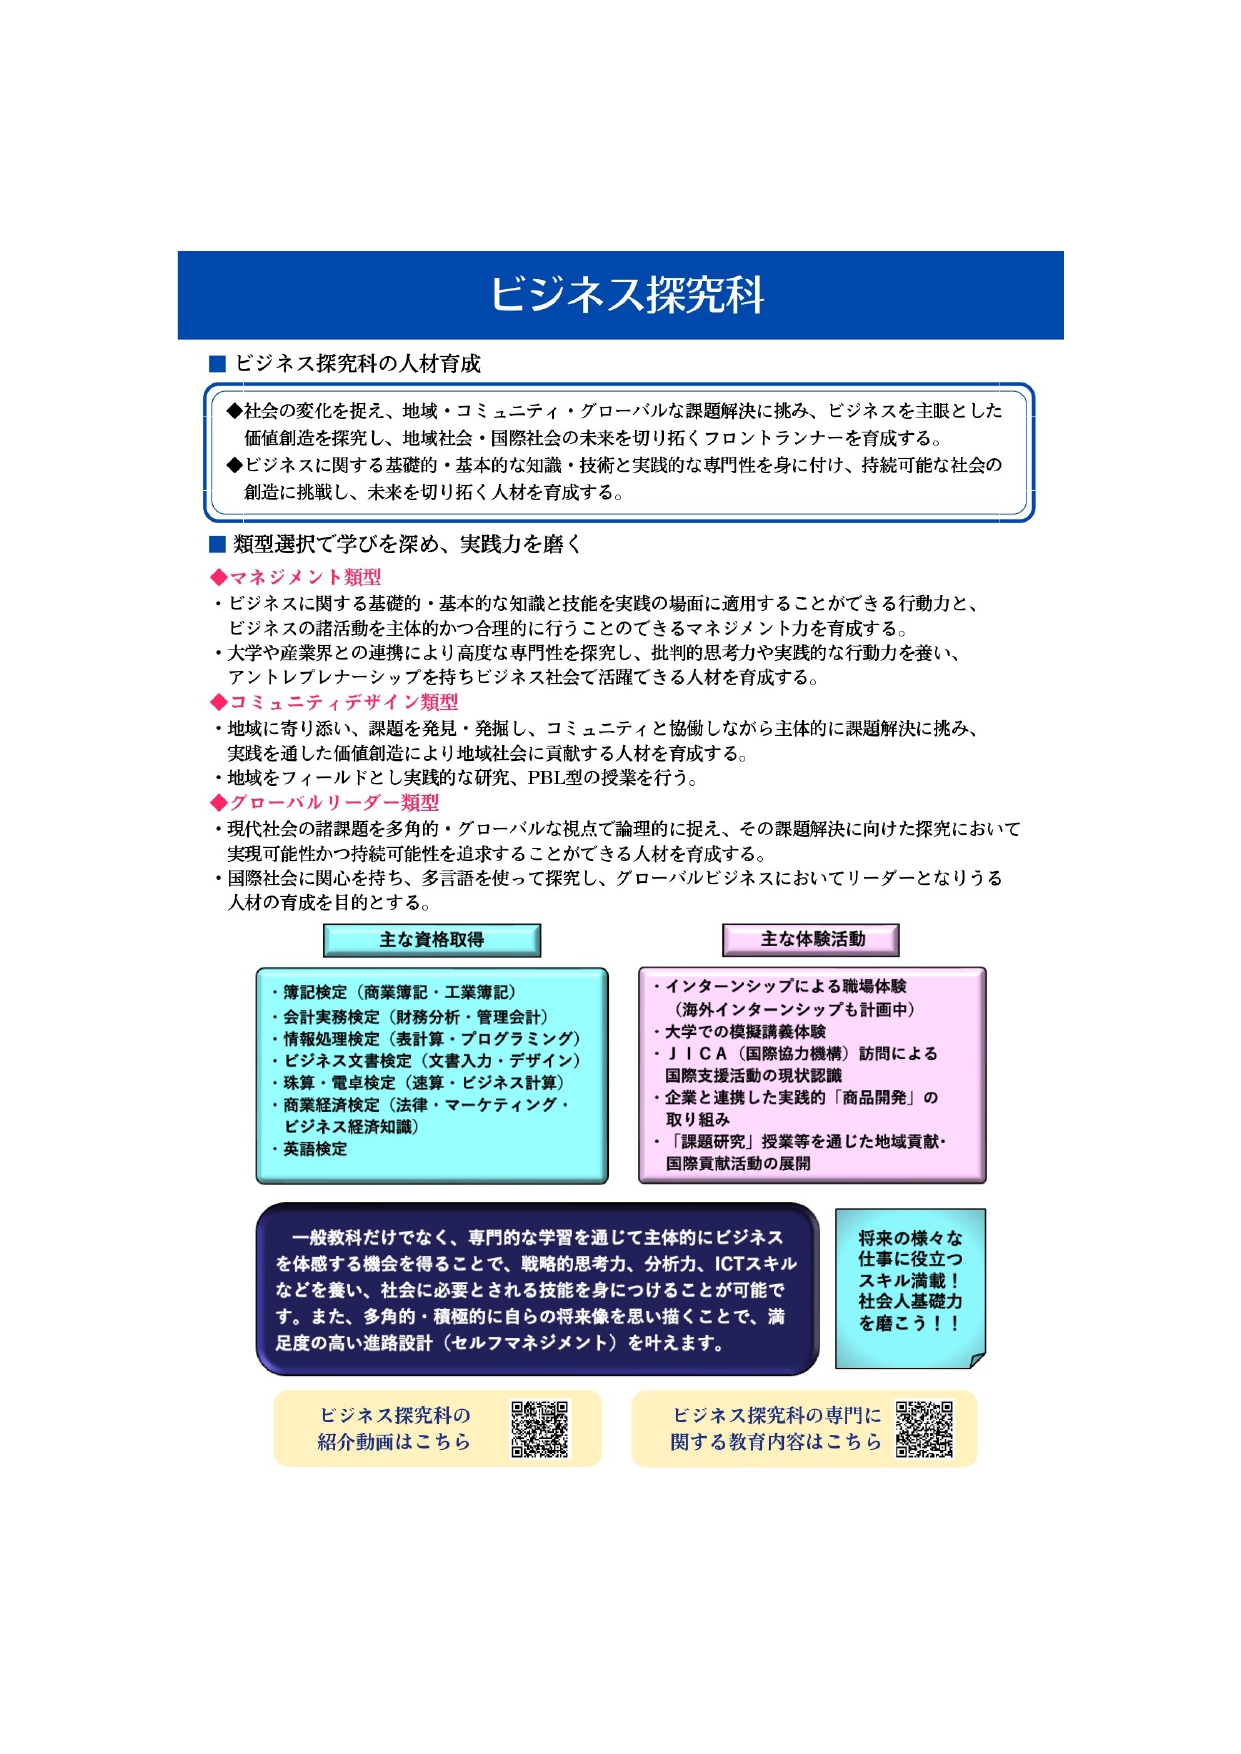 ビジネス探究科
■ ビジネス探究科の人材育成
◆社会の変化を捉え、地域・コミュニティ・グローバルな課題解決に挑み、ビジネスを主眼とした
価値創造を探究し、地域社会・国際社会の未来を切り拓くフロントランナーを育成する。
◆ビジネスに関する基礎的・基本的な知識・技術と実践的な専門性を身に付け、持続可能な社会の
創造に挑戦し、未来を切り拓く人材を育成する。
■ 類型選択で学びを深め、実践力を磨く
◆マネジメント類型
・ビジネスに関する基礎的・基本的な知識と技能を実践の場面に適用することができる行動力と、
ビジネスの諸活動を主体的かつ合理的に行うことのできるマネジメント力を育成する。
・大学や産業界との連携により高度な専門性を探究し、批判的思考力や実践的な行動力を養い、
アントレプレナーシップを持ちビジネス社会で活躍できる人材を育成する。
◆コミュニティデザイン類型
・地域に寄り添い、課題を発見・発掘し、コミュニティと協働しながら主体的に課題解決に挑み、
実践を通した価値創造により地域社会に貢献する人材を育成する。
・地域をフィールドとし実践的な研究、PBL型の授業を行う。
◆グローバルリーダー類型
・現代社会の諸課題を多角的・グローバルな視点で論理的に捉え、その課題解決に向けた探究において
実現可能性かつ持続可能性を追求することができる人材を育成する。
・国際社会に関心を持ち、多言語を使って探究し、グローバルビジネスにおいてリーダーとなりうる
人材の育成を目的とする。
主な資格取得
・簿記検定（商業簿記・工業簿記）
・会計実務検定（財務分析・管理会計）
・情報処理検定（表計算・プログラミング）
・ビジネス文書検定（文書入力・デザイン）
・珠算・電卓検定（速算・ビジネス計算）
・商業経済検定（法律・マーケティング・
ビジネス経済知識）
・英語検定
主な体験活動
・インターンシップによる職場体験
（海外インターンシップも計画中）
・大学での模擬講義体験
・ＪＩＣＡ（国際協力機構）訪問による
国際支援活動の現状認識
・企業と連携した実践的「商品開発」の
取り組み
・「課題研究」授業等を通じた地域貢献・
国際貢献活動の展開
一般教科だけでなく、専門的な学習を通じて主体的にビジネス
を体感する機会を得ることで、戦略的思考力、分析力、ICTスキル
などを養い、社会に必要とされる技能を身につけることが可能で
す。また、多角的・積極的に自らの将来像を思い描くことで、満
足度の高い進路設計（セルフマネジメント）を叶えます。
将来の様々な
仕事に役立つ
スキル満載！
社会人基礎力
を磨こう！！
ビジネス探究科の
紹介動画はこちら
ビジネス探究科の専門に
関する教育内容はこちら